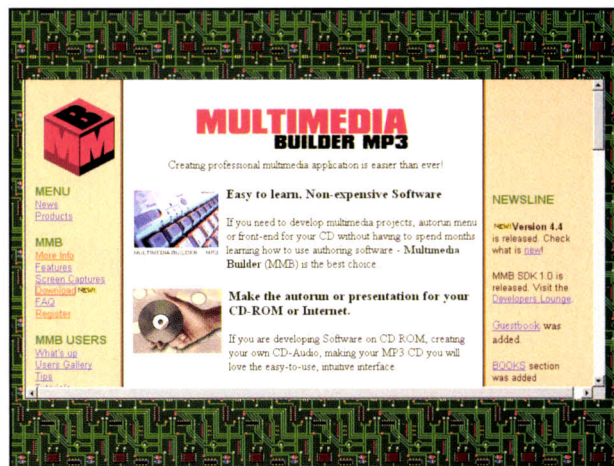 B
M
M
MENU
News
Products
MMB
More Info
Features
Screen Captures
Download NEW!
FAQ
Register
MMB USERS
What's up
Users Gallery
Tips
MULTIMEDIA
BUILDER MP3
Creating professional multimedia application is easier than ever!
MULTIMEDIA BUILDER MP3
Easy to learn, Non-expensive Software
If you need to develop multimedia projects, autorun menu
or front-end for your CD without having to spend months
learning how to use authoring software - Multimedia
Builder (MMB) is the best choice.
Make the autorun or presentation for your
CD-ROM or Internet.
If you are developing Software on CD ROM, creating
your own CD-Audio, making your MP3 CD you will
love the easy-to-use, intuitive interface
NEWSLINE
NEW! Version 4.4
is released. Check
what is new!
MMB SDK 1.0 is
released. Visit the
Developers Lounge.
Guestbook was
added
BOOKS section
was added